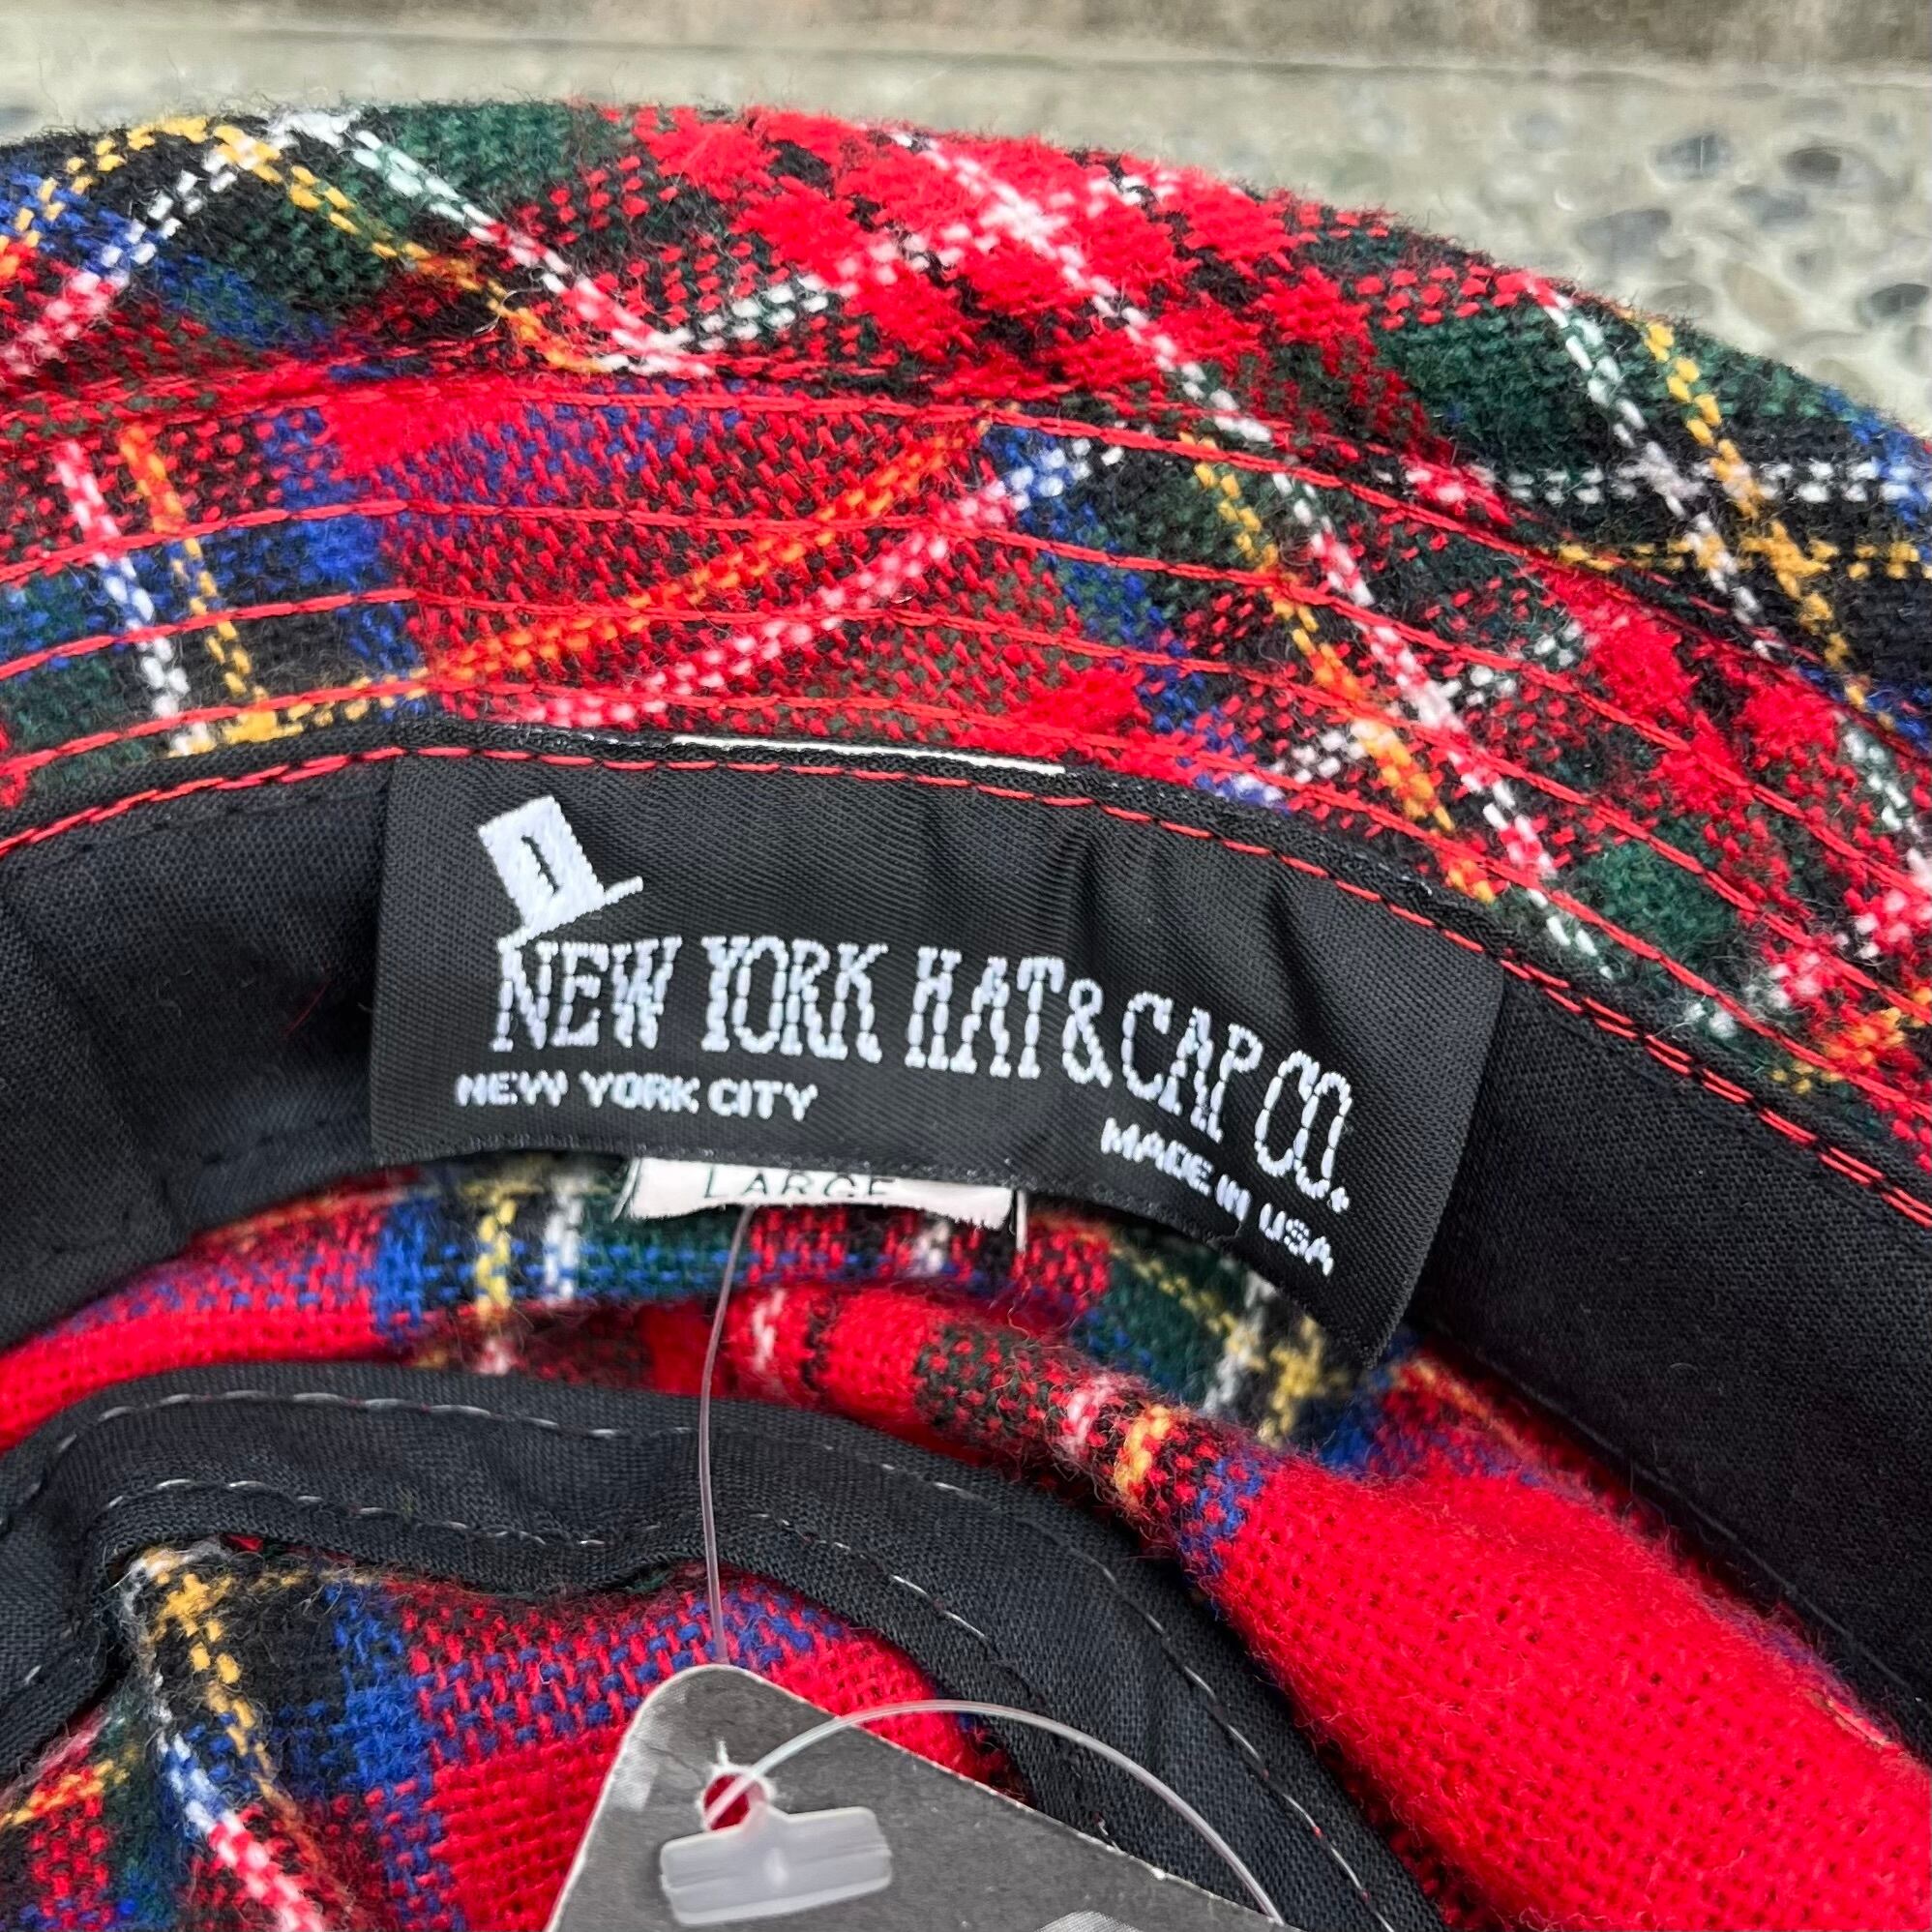 NEW YORK HAT & CAP CO.
NEW YORK CITY
MADE IN USA
LARGE